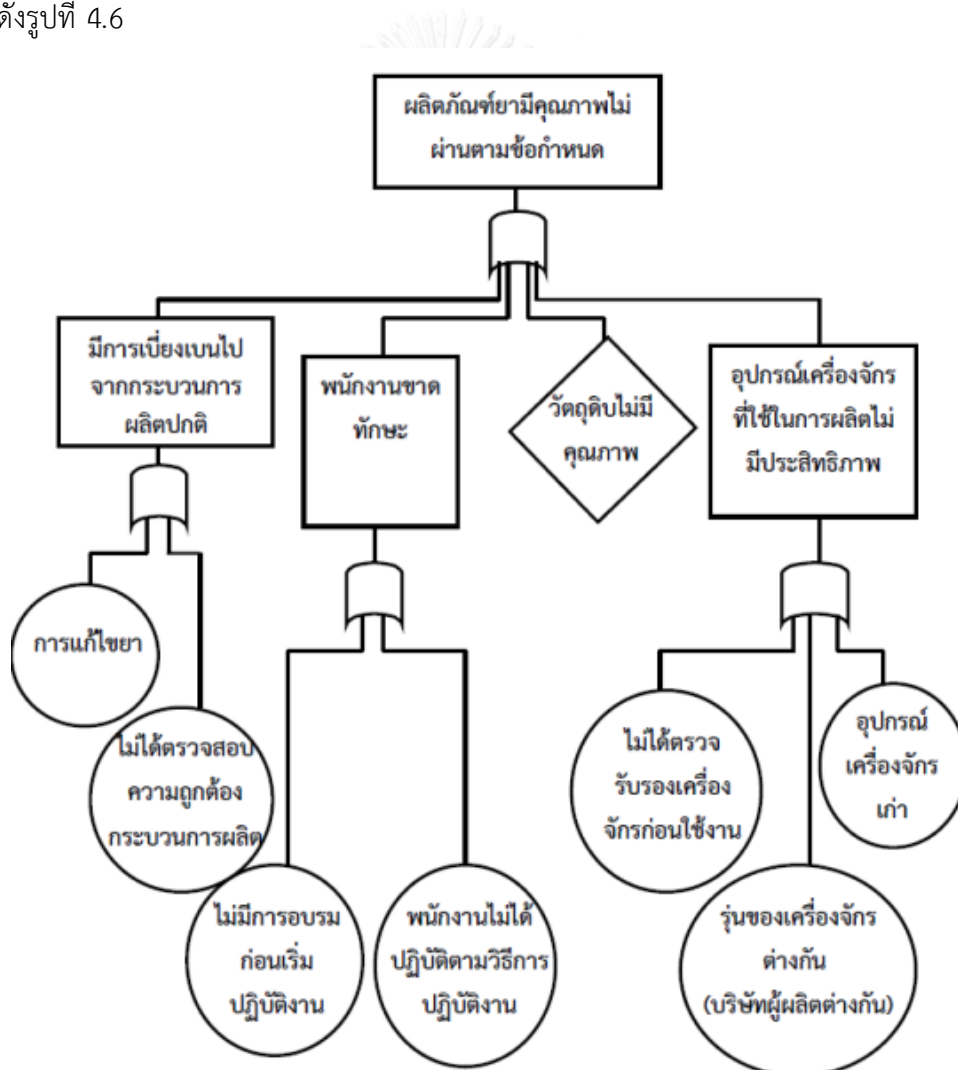 ดังรูปที่ 4.6
ผลิตภัณฑ์ยามีคุณภาพไม่
ผ่านตามข้อกำหนด
มีการเบี่ยงเบนไป
จากกระบวนการ
ผลิตปกติ
พนักงานขาด
ทักษะ
วัตถุดิบไม่มี
คุณภาพ
อุปกรณ์เครื่องจักร
ที่ใช้ในการผลิตไม่
มีประสิทธิภาพ
การแก้ไขยา
ไม่ได้ตรวจสอบ
ความถูกต้อง
กระบวนการผลิต
ไม่มีการอบรม
ก่อนเริ่ม
ปฏิบัติงาน
พนักงานไม่ได้
ปฏิบัติตามวิธีการ
ปฏิบัติงาน
ไม่ได้ตรวจ
รับรองเครื่อง
จักรก่อนใช้งาน
รุ่นของเครื่องจักร
ต่างกัน
(บริษัทผู้ผลิตต่างกัน)
อุปกรณ์
เครื่องจักร
เก่า